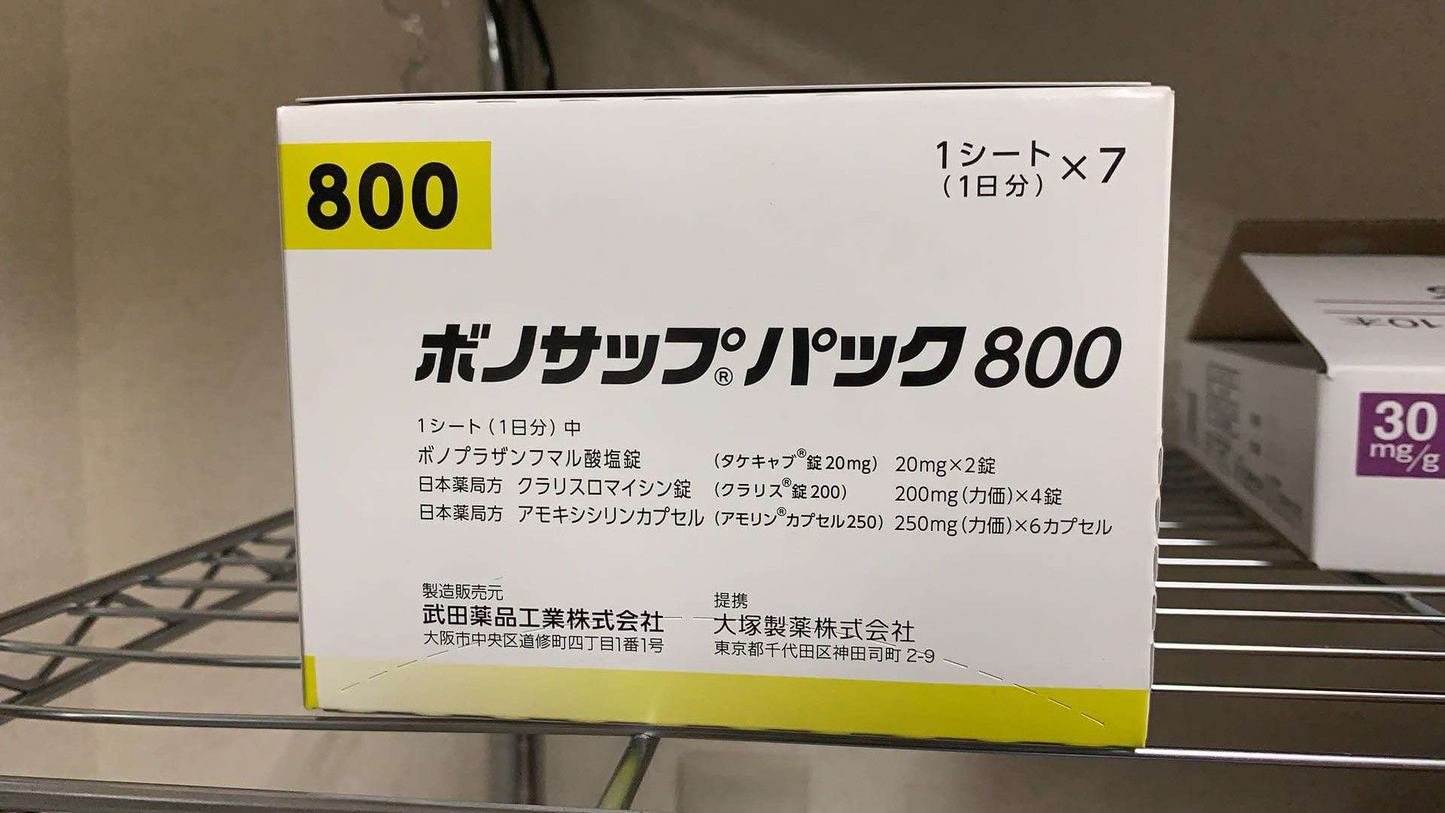 800
1シート
(1日分)
×7
ボノサップ®パック800
1シート(1日分)中
ボノプラザンフマル酸塩錠 (タケキャブ®錠20mg) 20mg×2錠
日本薬局方 クラリスロマイシン錠 (クラリス®錠200) 200mg(力価)×4錠
日本薬局方 アモキシシリンカプセル (アモリン®カプセル250) 250mg(力価)×6カプセル
製造販売元
武田薬品工業株式会社
大阪市中央区道修町四丁目1番1号
提携
大塚製薬株式会社
東京都千代田区神田司町2-9
10本
30
mg/g